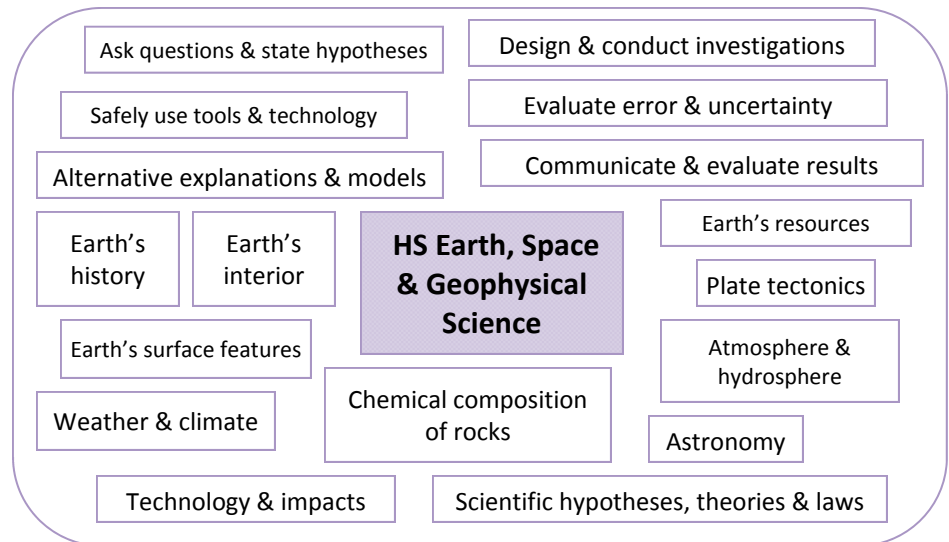 Ask questions & state hypotheses
Design & conduct investigations
Safely use tools & technology
Evaluate error & uncertainty
Alternative explanations & models
Communicate & evaluate results
Earth’s
history
Earth’s
interior
HS Earth, Space
& Geophysical
Science
Earth’s resources
Plate tectonics
Earth’s surface features
Atmosphere &
hydrosphere
Weather & climate
Chemical composition
of rocks
Astronomy
Technology & impacts
Scientific hypotheses, theories & laws